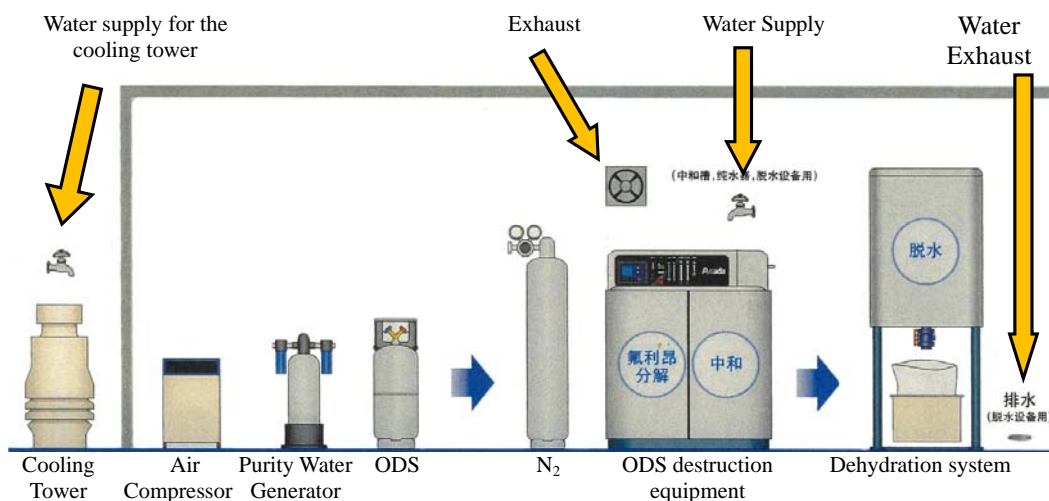 Water supply for the
cooling tower
Exhaust
Water Supply
Water
Exhaust
(中和槽,纯水器,脱水设备用)
脱水
氟利昂
分解
中和
排水
(脱水设备用)
Cooling
Tower
Air
Compressor
Purity Water
Generator
ODS
N₂
ODS destruction
equipment
Dehydration system